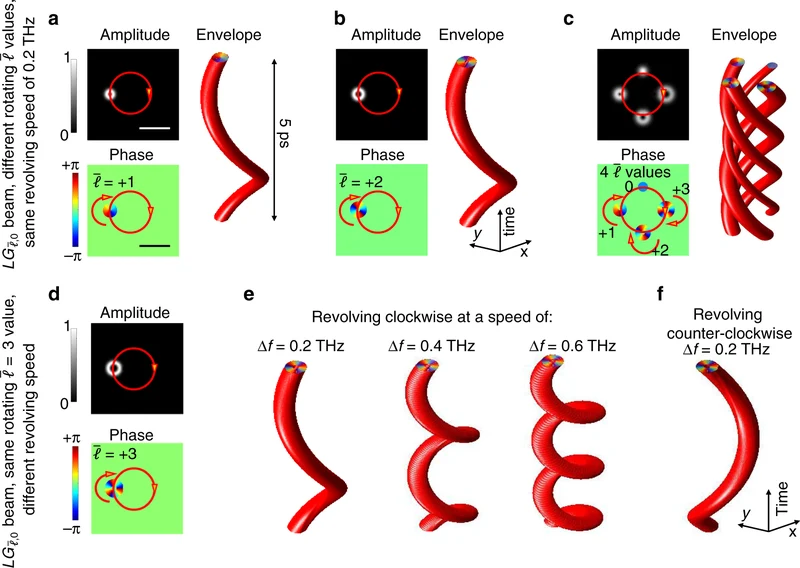 LG ℓ̄,0 beam, different rotating ℓ̄ values,
same revolving speed of 0.2 THz
a
Amplitude
Envelope
1
0
5 ps
Phase
+π
−π
ℓ̄ = +1
b
Amplitude
Envelope
Phase
ℓ̄ = +2
time
y
x
c
Amplitude
Envelope
Phase
4 ℓ̄ values
0
+3
+1
+2
LG ℓ̄,0 beam, same rotating ℓ̄ = 3 value,
different revolving speed
d
Amplitude
1
0
Phase
+π
−π
ℓ̄ = +3
e
Revolving clockwise at a speed of:
Δf = 0.2 THz
Δf = 0.4 THz
Δf = 0.6 THz
f
Revolving
counter-clockwise
Δf = 0.2 THz
Time
y
x